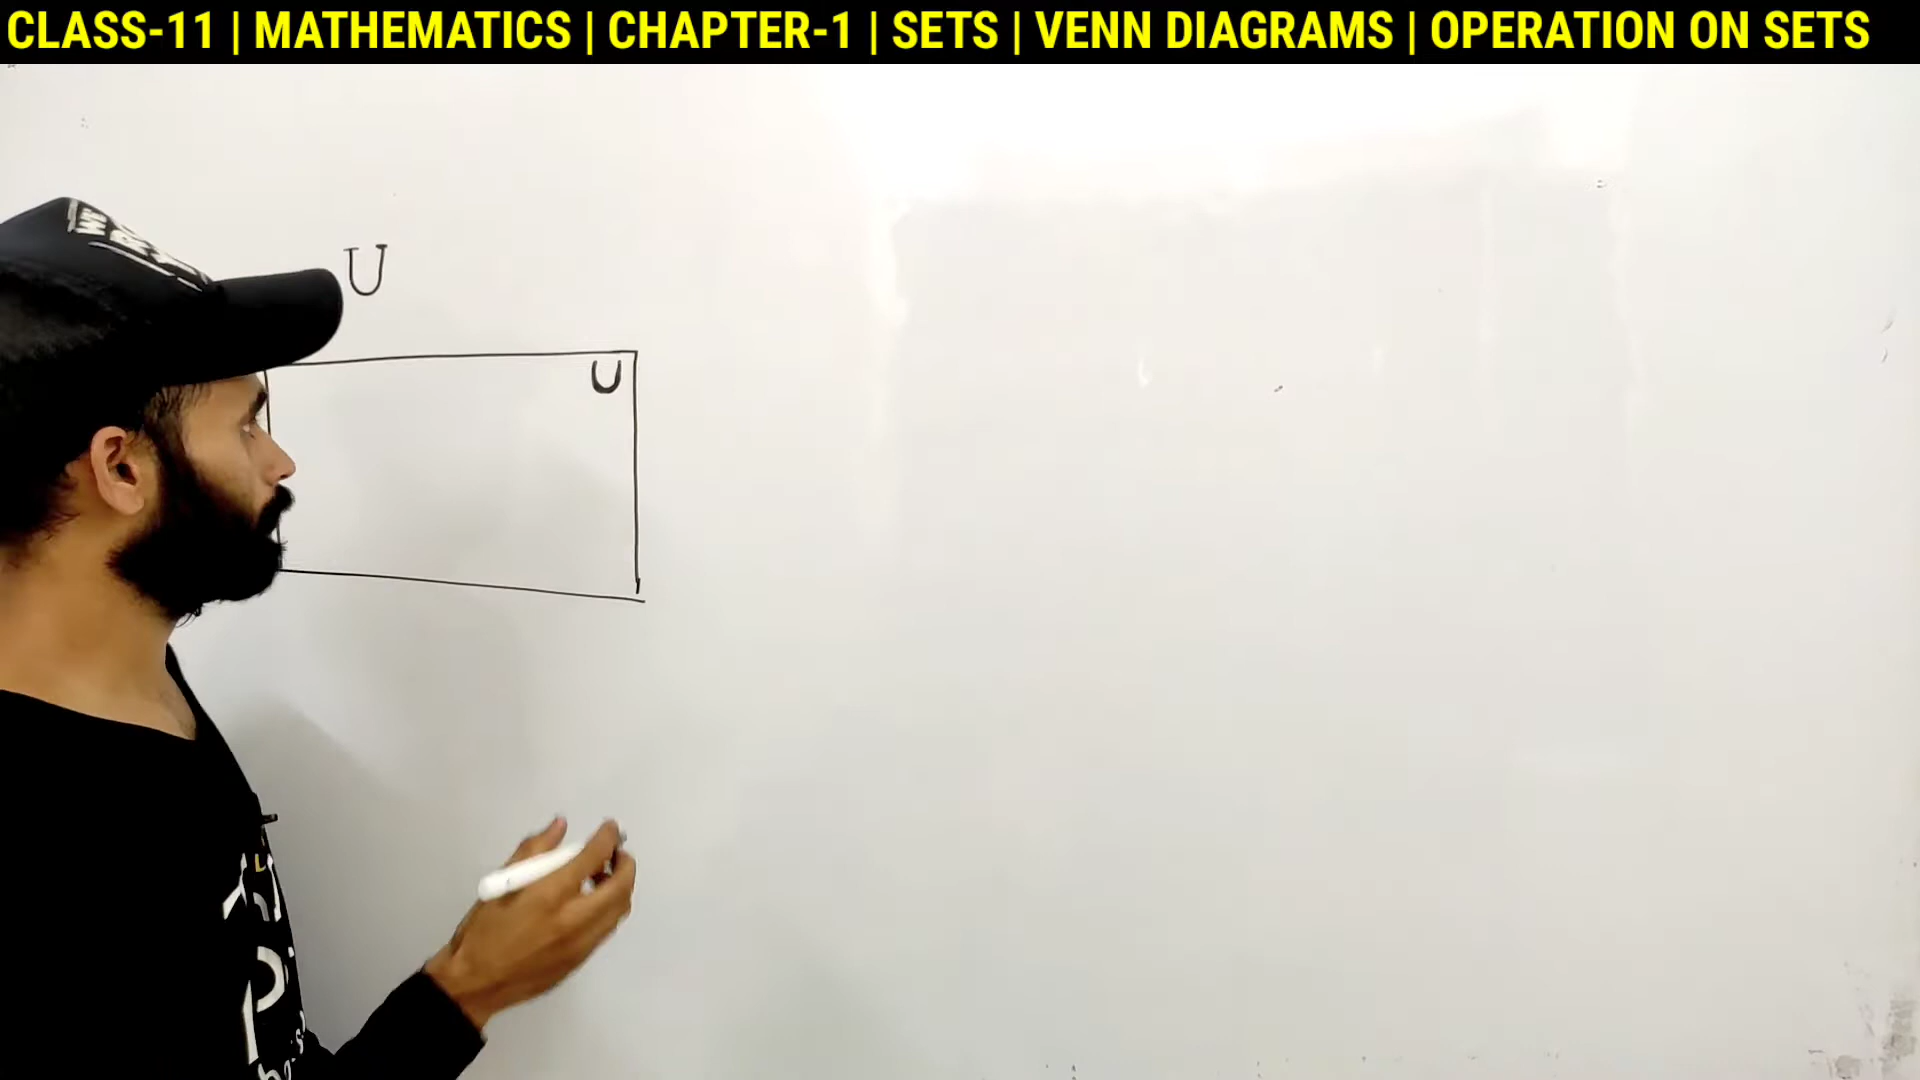 CLASS-11 | MATHEMATICS | CHAPTER-1 | SETS | VENN DIAGRAMS | OPERATION ON SETS
U
U